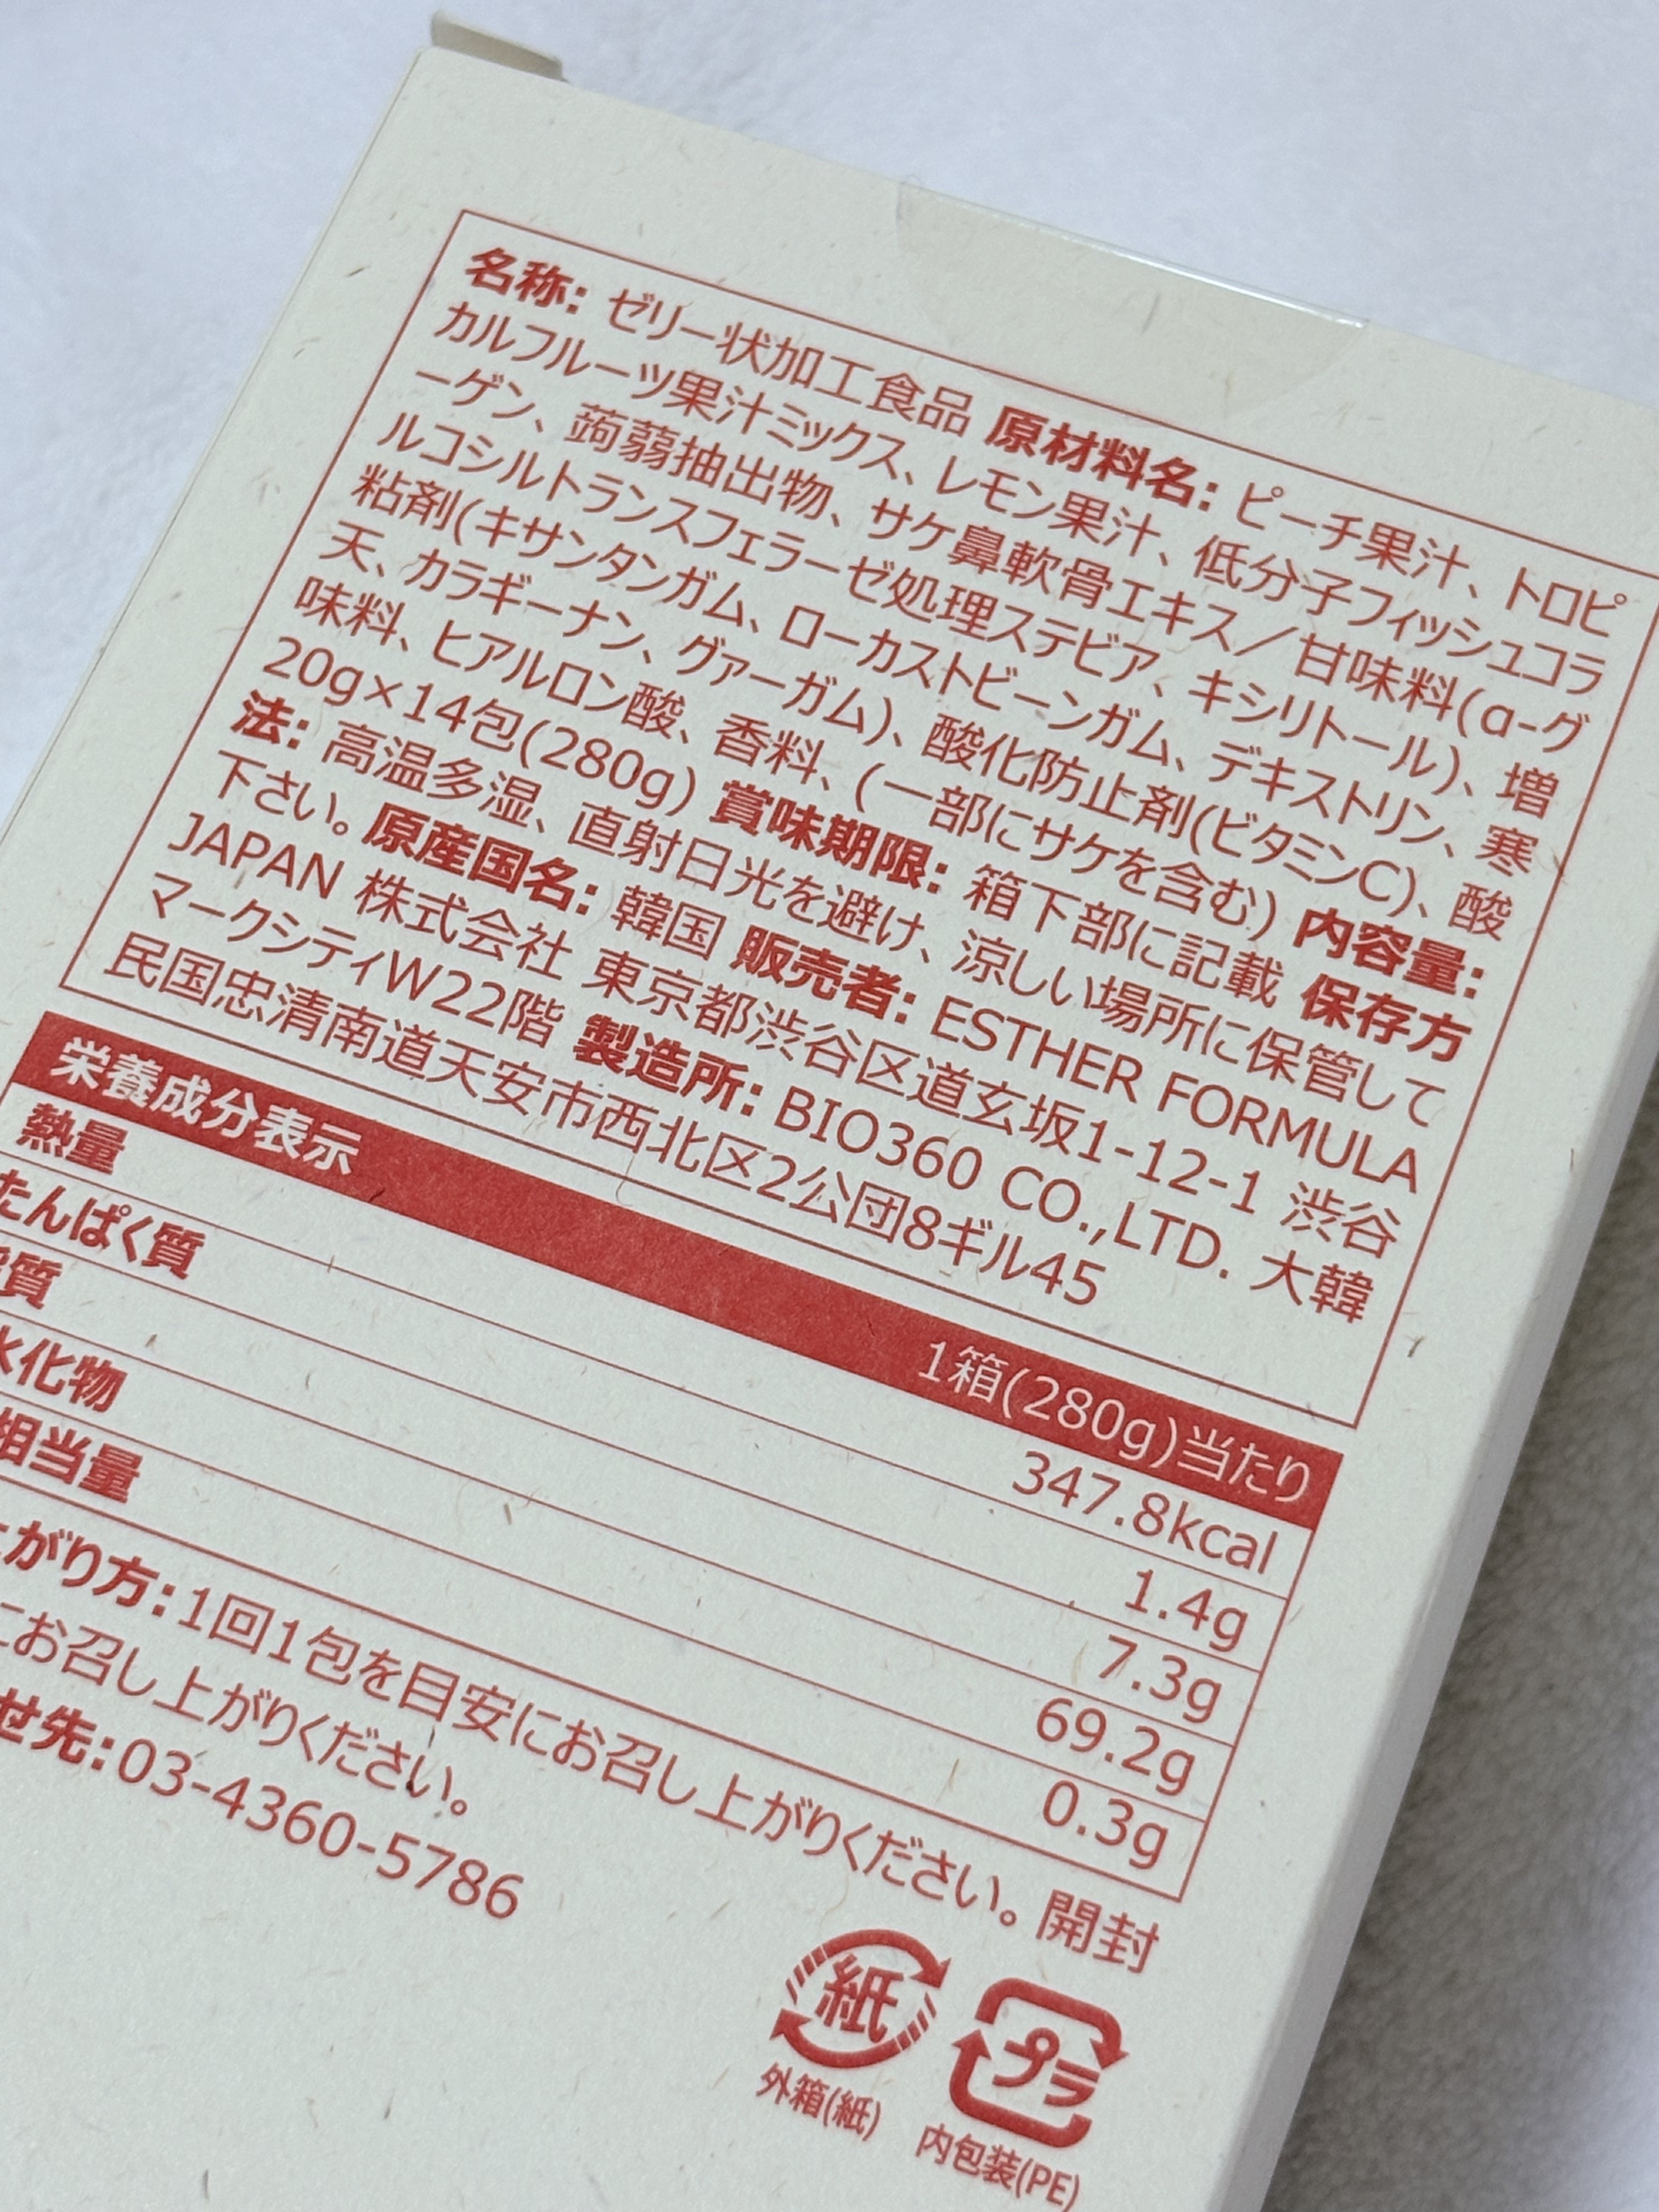 名称: ゼリー状加工食品 原材料名: ピーチ果汁、トロピ
カルフルーツ果汁ミックス、レモン果汁、低分子フィッシュコラ
ーゲン、蒟蒻抽出物、サケ鼻軟骨エキス／甘味料(α-グ
ルコシルトランスフェラーゼ処理ステビア、キシリトール)、増
粘剤(キサンタンガム、ローカストビーンガム、デキストリン、寒
天、カラギーナン、グァーガム)、酸化防止剤(ビタミンC)、酸
味料、ヒアルロン酸、香料、(一部にサケを含む) 内容量:
20g×14包(280g) 賞味期限: 箱下部に記載 保存方
法: 高温多湿、直射日光を避け、涼しい場所に保管して
下さい。原産国名: 韓国 販売者: ESTHER FORMULA
JAPAN 株式会社 東京都渋谷区道玄坂1-12-1 渋谷
マークシティW22階 製造所: BIO360 CO.,LTD. 大韓
民国忠清南道天安市西北区2公団8ギル45
栄養成分表示 1箱(280g)当たり
熱量 347.8kcal
たんぱく質 1.4g
質 7.3g
水化物 69.2g
相当量 0.3g
がり方:1回1包を目安にお召し上がりください。開封
にお召し上がりください。
せ先:03-4360-5786
紙 プラ
外箱(紙) 内包装(PE)